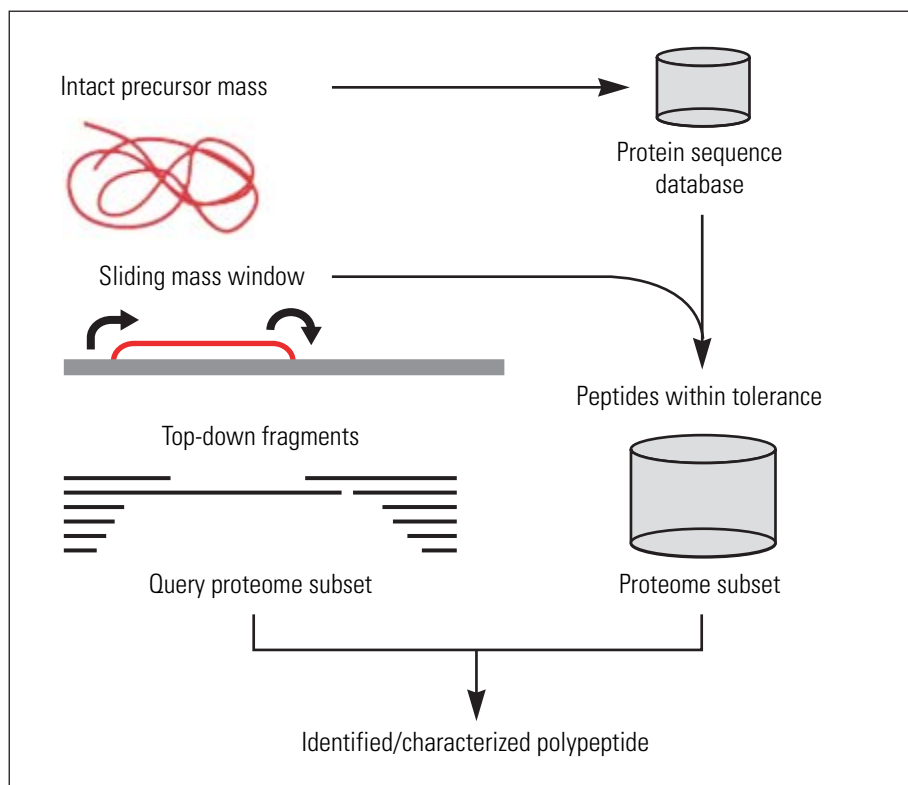 Intact precursor mass
Protein sequence
database
Sliding mass window
Peptides within tolerance
Top-down fragments
Query proteome subset
Proteome subset
Identified/characterized polypeptide